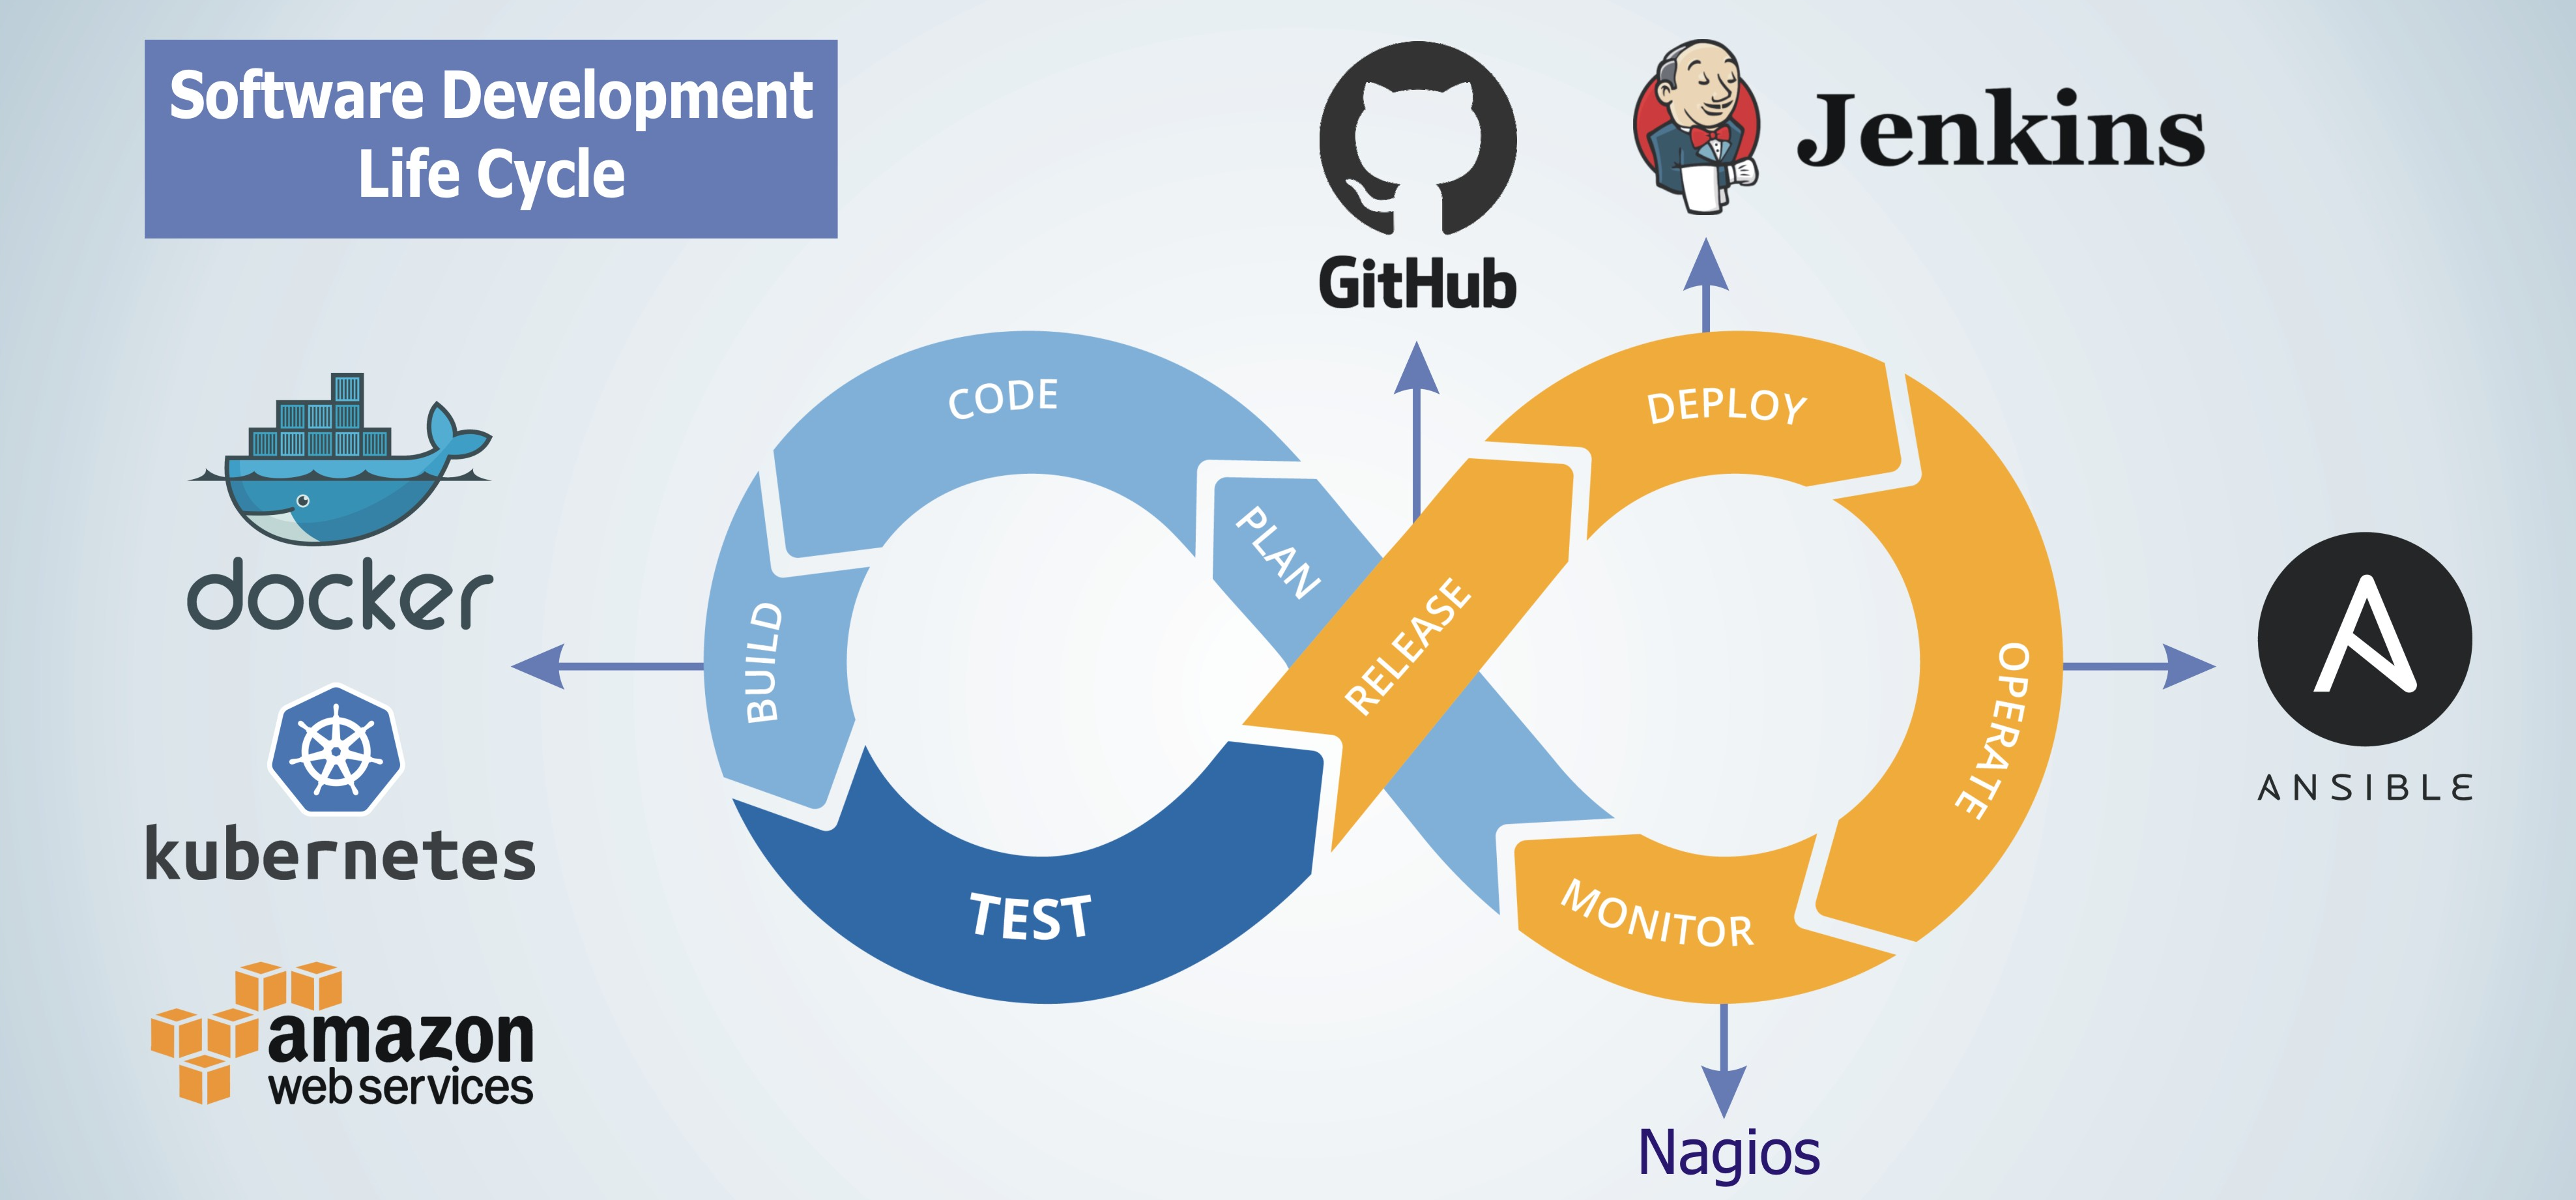 Software Development
Life Cycle
GitHub
Jenkins
docker
kubernetes
amazon
web services
CODE
PLAN
BUILD
TEST
RELEASE
DEPLOY
OPERATE
MONITOR
ANSIBLE
Nagios